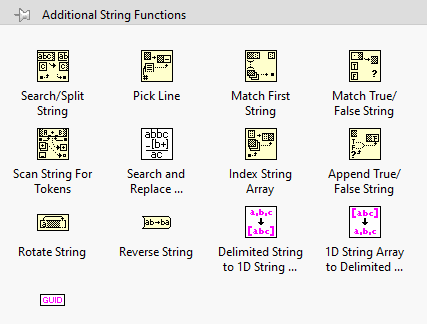 Additional String Functions
Search/Split String
Pick Line
Match First String
Match True/ False String
Scan String For Tokens
Search and Replace ...
Index String Array
Append True/ False String
abbc
-[b+]
ac
Rotate String
Reverse String
Delimited String to 1D String ...
1D String Array to Delimited ...
ab→ba
a,b,c
[abc]
[abc]
a,b,c
GUID